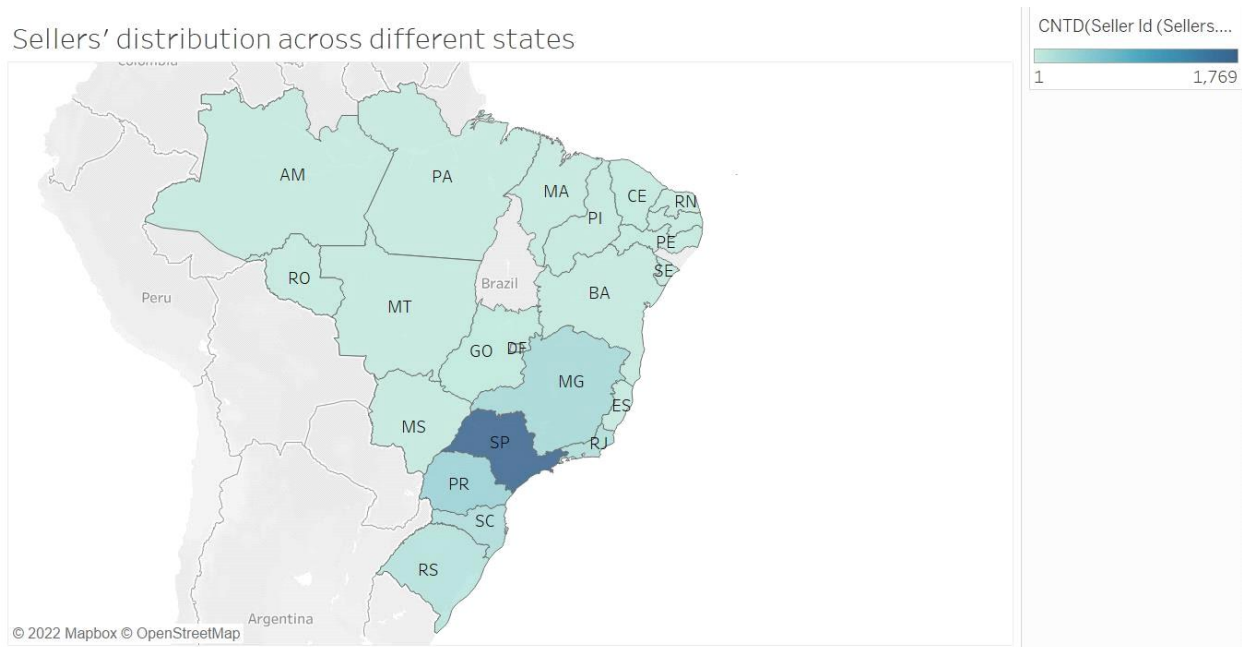 Sellers' distribution across different states
CNTD(Seller Id (Sellers....
1 1,769
Colombia
AM
PA
MA
CE
RN
PI
PE
SE
RO
Brazil
BA
Peru
MT
GO
DF
MG
ES
MS
SP
RJ
PR
SC
RS
Argentina
© 2022 Mapbox © OpenStreetMap